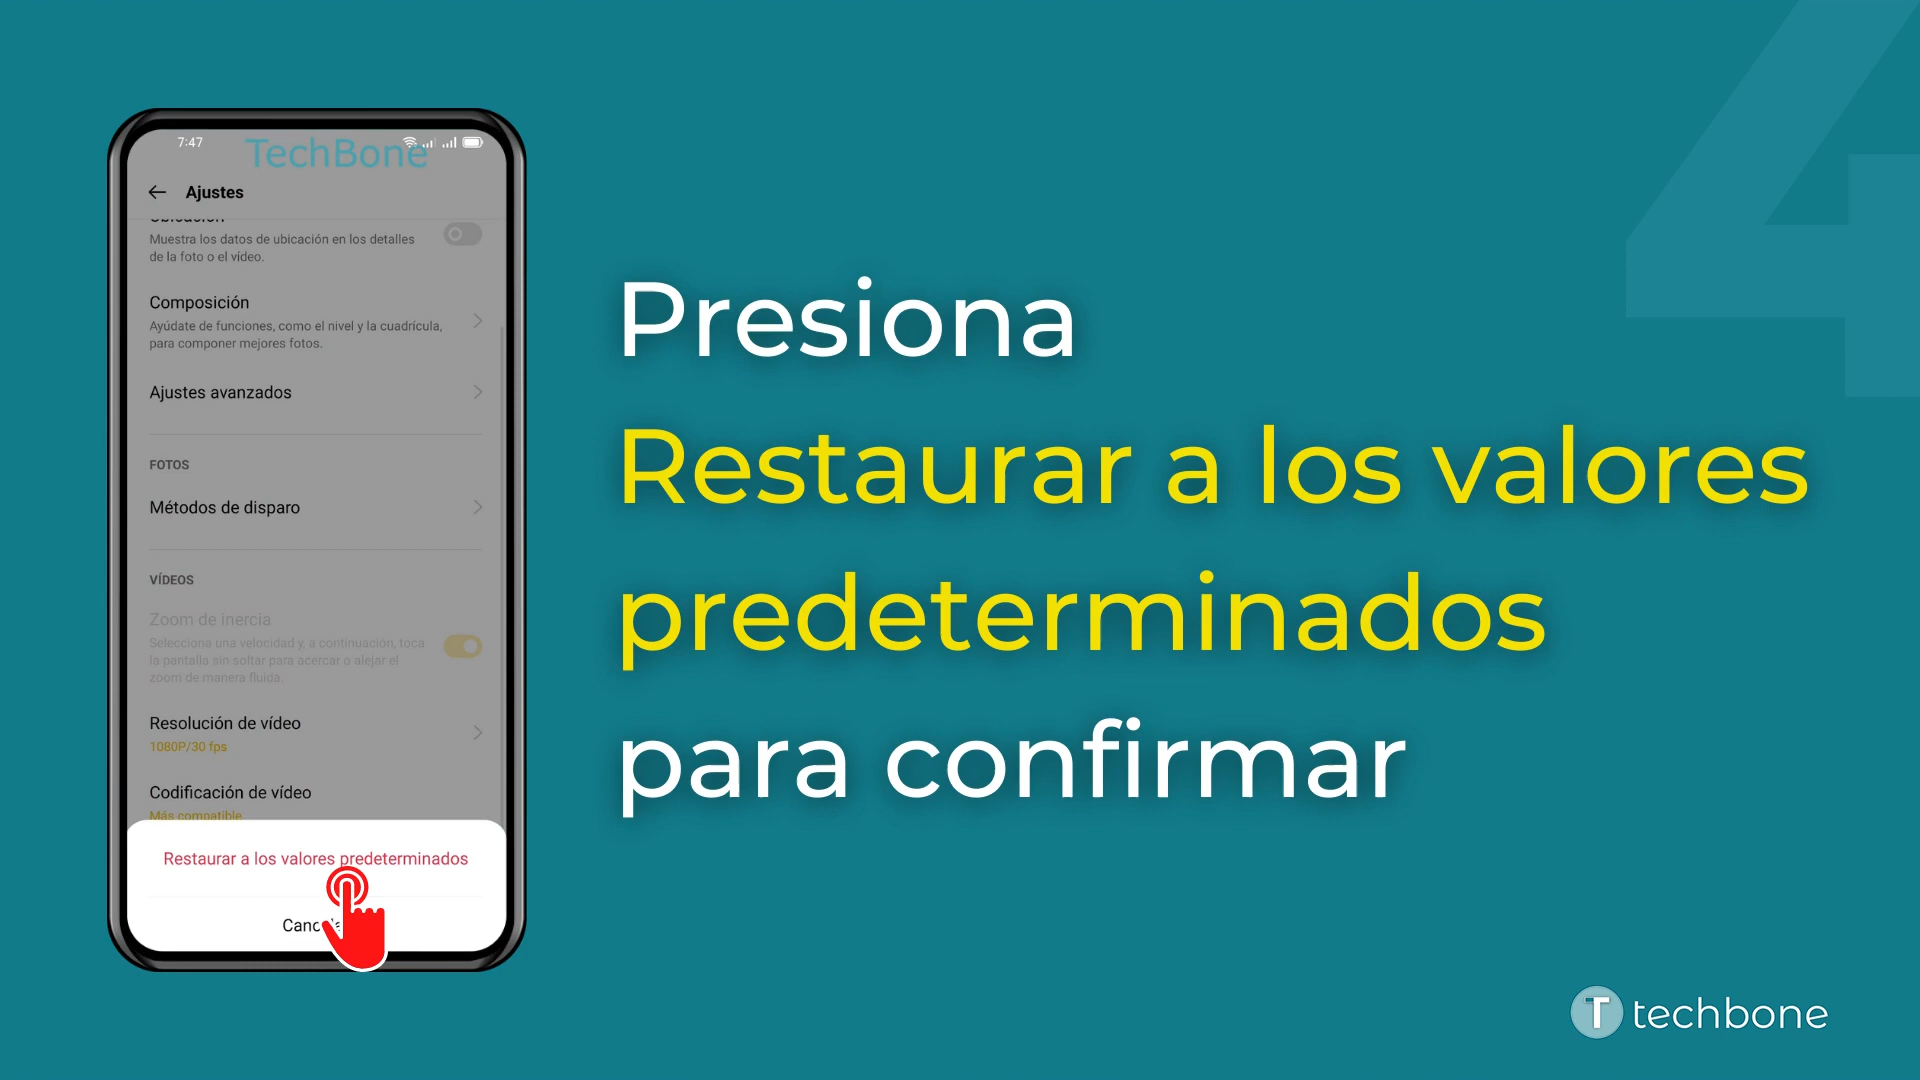 4
7:47
TechBone
Ajustes
Ubicación
Muestra los datos de ubicación en los detalles
de la foto o el vídeo.
Composición
Ayúdate de funciones, como el nivel y la cuadrícula,
para componer mejores fotos.
Ajustes avanzados
FOTOS
Métodos de disparo
VÍDEOS
Zoom de inercia
Selecciona una velocidad y, a continuación, toca
la pantalla sin soltar para acercar o alejar el
zoom de manera fluida.
Resolución de vídeo
1080P/30 fps
Codificación de vídeo
Más compatible
Restaurar a los valores predeterminados
Cancelar
Presiona
Restaurar a los valores
predeterminados
para confirmar
T techbone